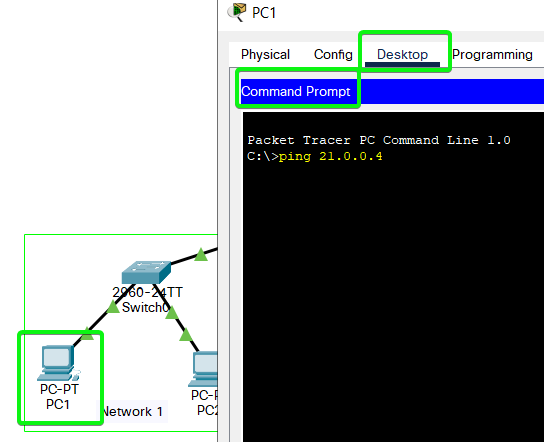 PC1
Physical Config Desktop Programming
Command Prompt
Packet Tracer PC Command Line 1.0
C:\>ping 21.0.0.4
2960-24TT
Switch0
PC-PT
PC1
PC2
Network 1